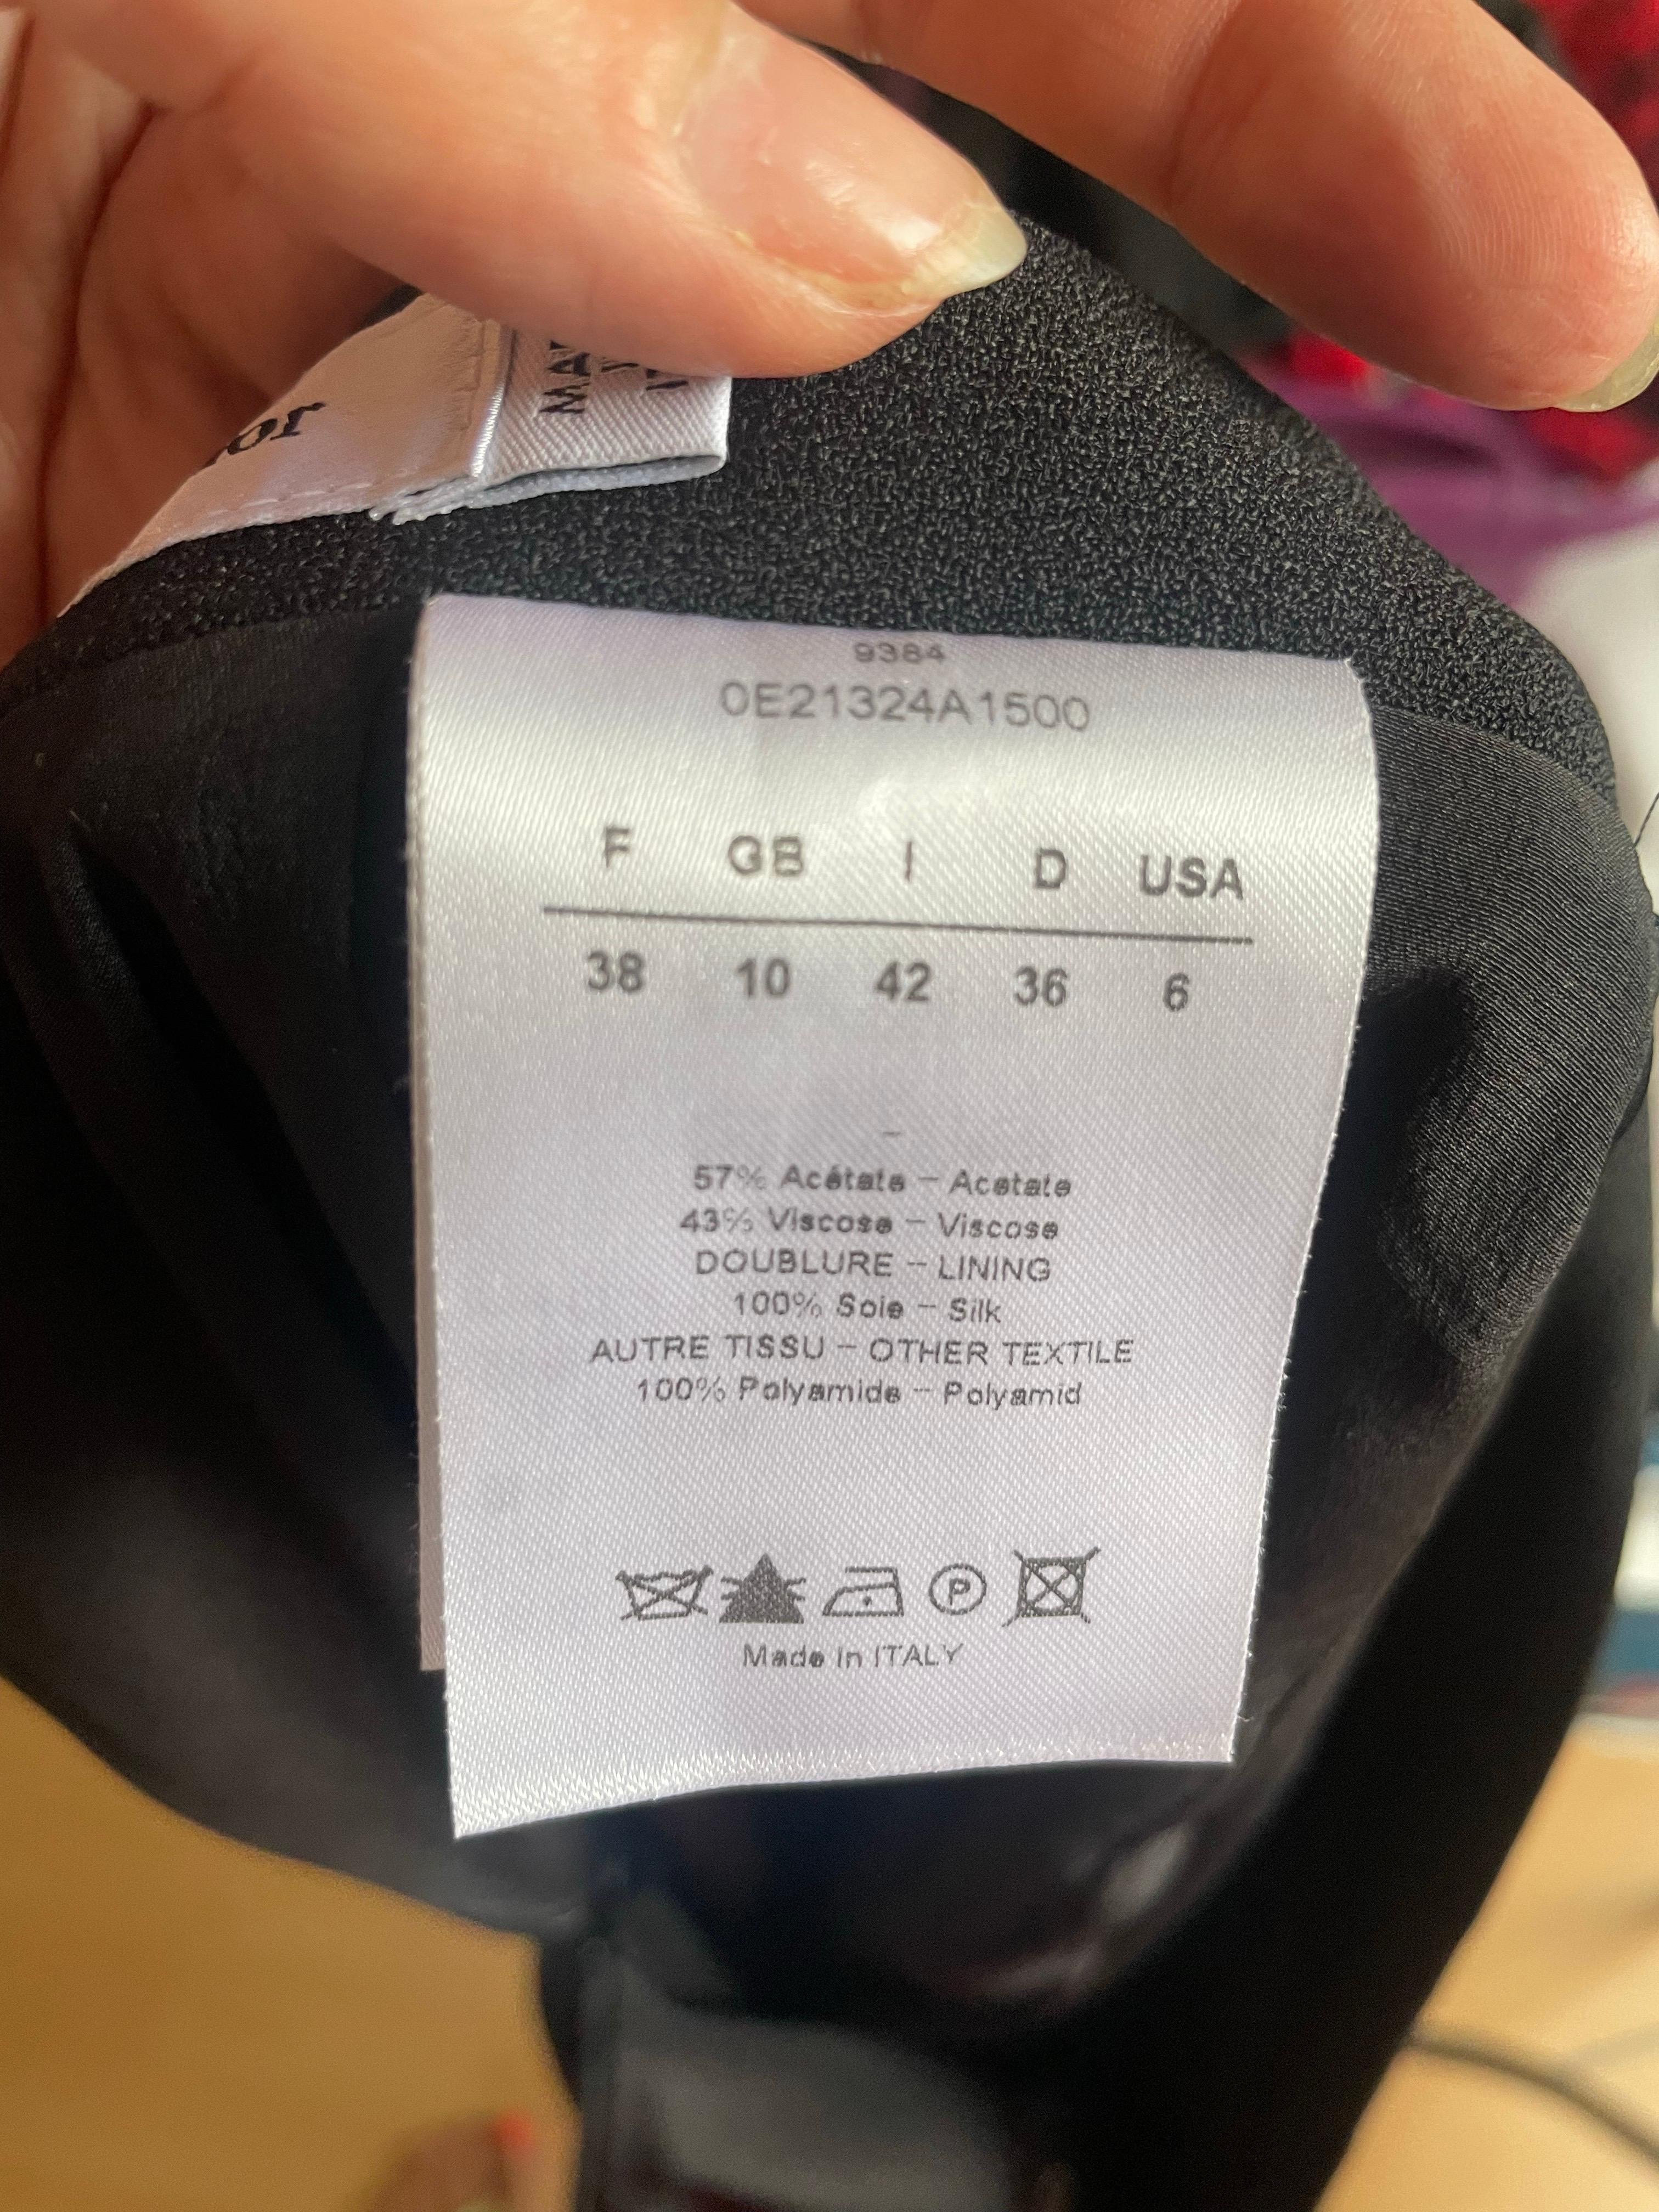 or
9384
0E21324A1500
F GB I D USA
38 10 42 36 6
-
57% Acétate - Acetate
43% Viscose - Viscose
DOUBLURE - LINING
100% Soie - Silk
AUTRE TISSU - OTHER TEXTILE
100% Polyamide - Polyamid
P
Made in ITALY